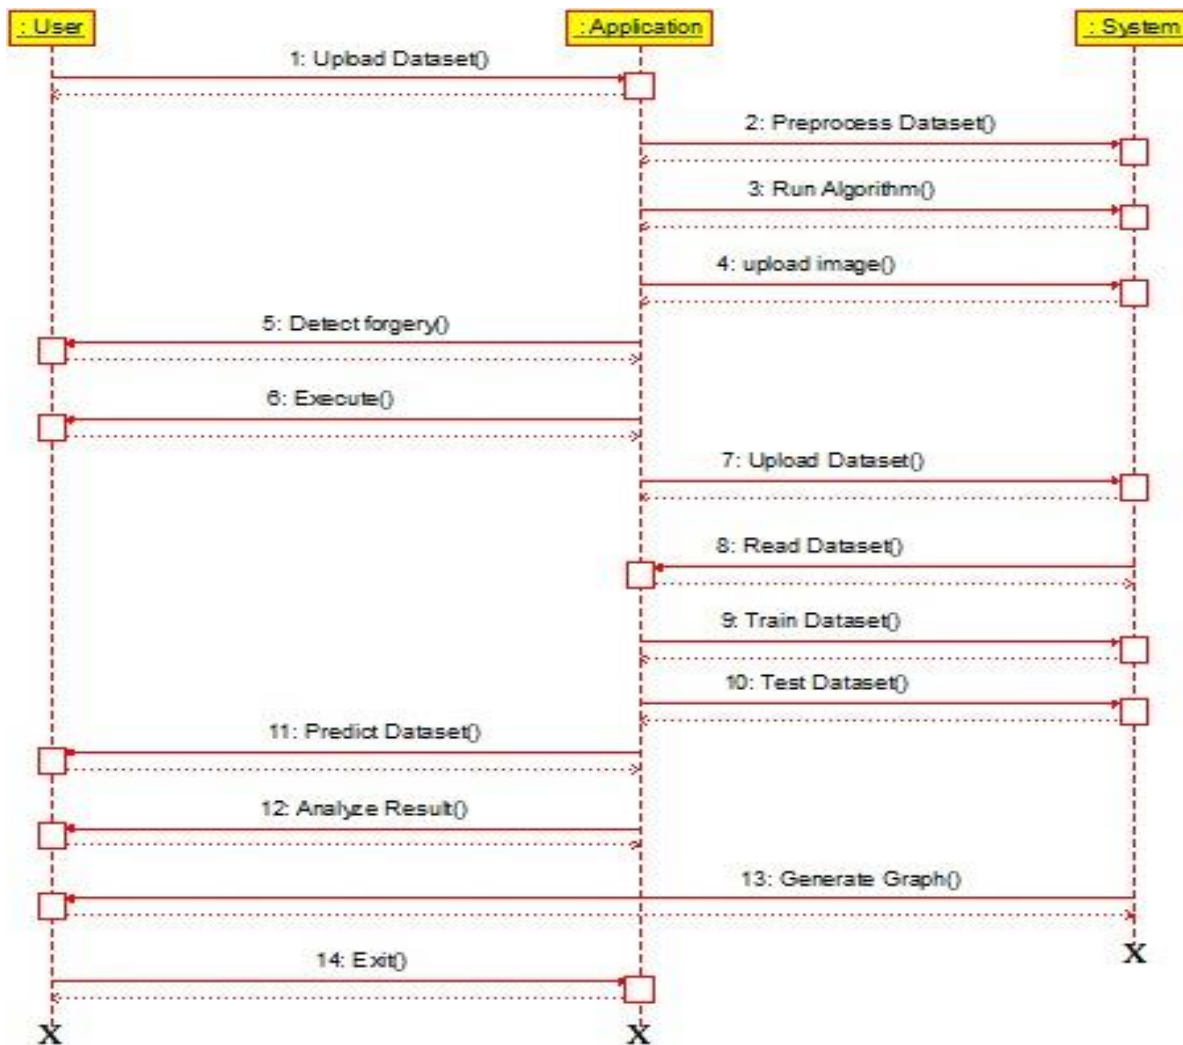 : User
: Application
: System
1: Upload Dataset()
2: Preprocess Dataset()
3: Run Algorithm()
4: upload image()
5: Detect forgery()
6: Execute()
7: Upload Dataset()
8: Read Dataset()
9: Train Dataset()
10: Test Dataset()
11: Predict Dataset()
12: Analyze Result()
13: Generate Graph()
14: Exit()
X
X
X